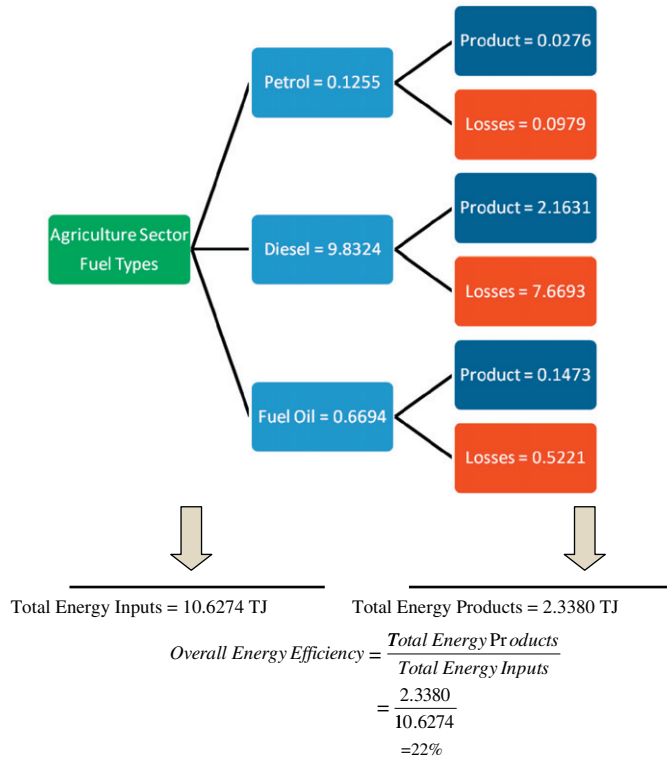 Product = 0.0276
Petrol = 0.1255
Losses = 0.0979
Product = 2.1631
Agriculture Sector
Fuel Types
Diesel = 9.8324
Losses = 7.6693
Product = 0.1473
Fuel Oil = 0.6694
Losses = 0.5221
Total Energy Inputs = 10.6274 TJ
Total Energy Products = 2.3380 TJ
Overall Energy Efficiency = Total Energy Products / Total Energy Inputs
= 2.3380 / 10.6274
=22%